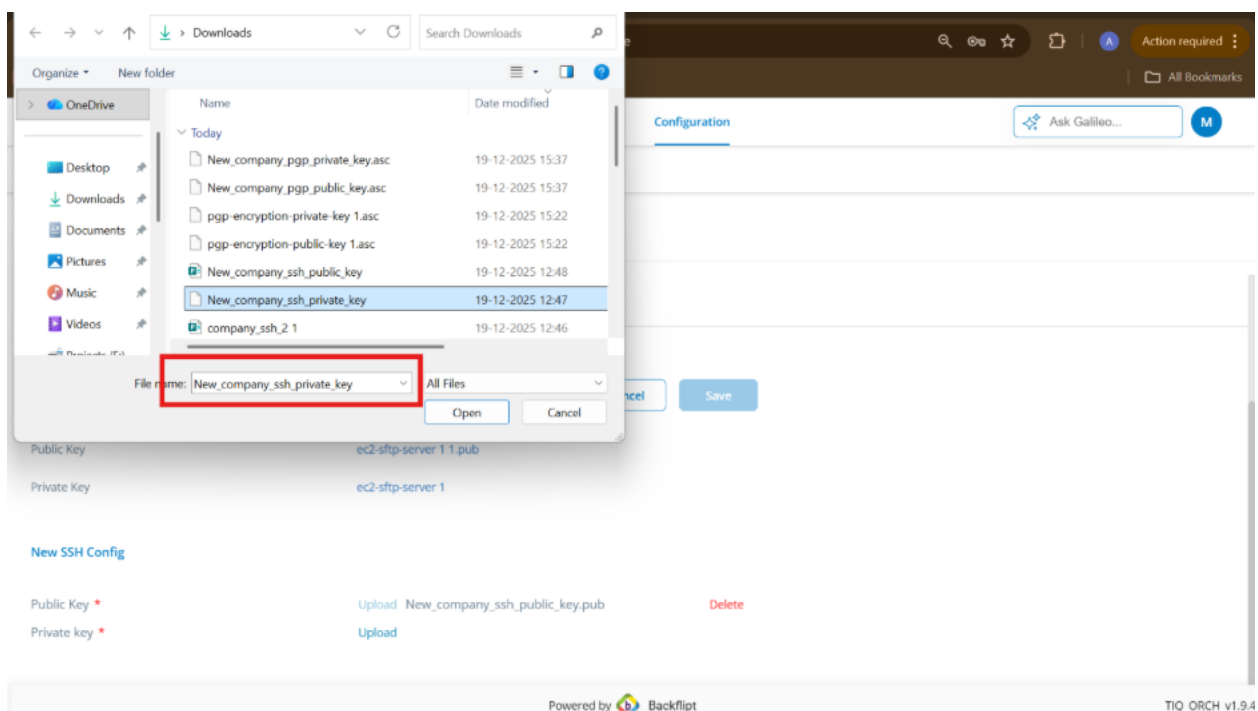 Downloads
Search Downloads
Action required
Organize
New folder
All Bookmarks
OneDrive
Name
Date modified
Configuration
Ask Galileo...
A
M
Today
New_company_pgp_private_key.asc 19-12-2025 15:37
New_company_pgp_public_key.asc 19-12-2025 15:37
pgp-encryption-private-key 1.asc 19-12-2025 15:22
pgp-encryption-public-key 1.asc 19-12-2025 15:22
New_company_ssh_public_key 19-12-2025 12:48
New_company_ssh_private_key 19-12-2025 12:47
company_ssh_2 1 19-12-2025 12:46
Desktop
Downloads
Documents
Pictures
Music
Videos
File name: New_company_ssh_private_key All Files
Open
Cancel
Save
Public Key ec2-sftp-server 1 1.pub
Private Key ec2-sftp-server 1
New SSH Config
Public Key * Upload New_company_ssh_public_key.pub Delete
Private key * Upload
Powered by Backflipt
TIO_ORCH v1.9.4